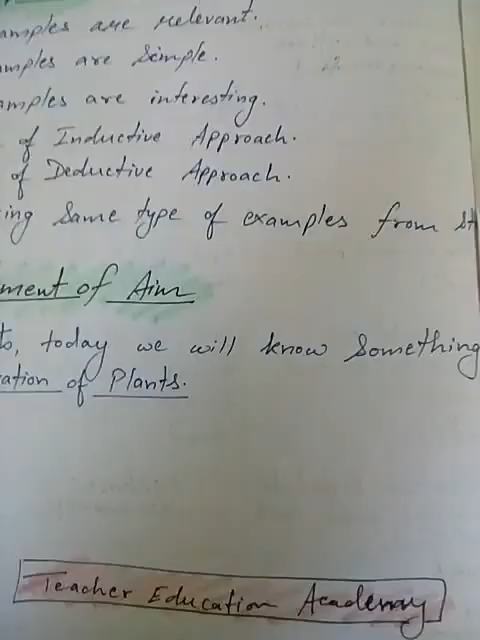 amples are relevant.
amples are Simple.
amples are interesting.
of Inductive Approach.
of Deductive Approach.
ing Same type of examples from st
ment of Aim
ts, today we will know Something
ation of Plants.
Teacher Education Academy